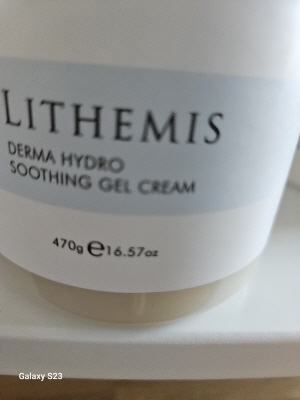 LITHEMIS
DERMA HYDRO
SOOTHING GEL CREAM
470g ℮16.57oz
Galaxy S23